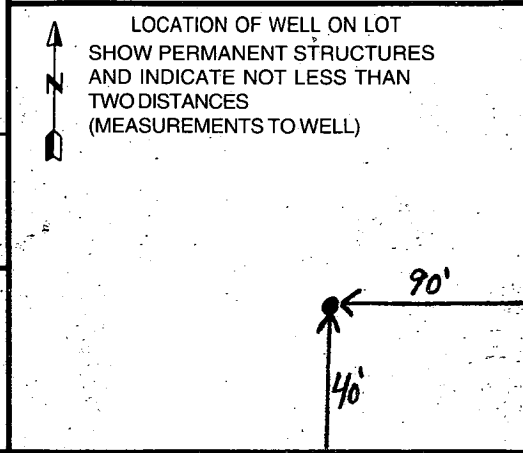 LOCATION OF WELL ON LOT
SHOW PERMANENT STRUCTURES
AND INDICATE NOT LESS THAN
N
TWO DISTANCES
(MEASUREMENTS TO WELL)
90'
40'